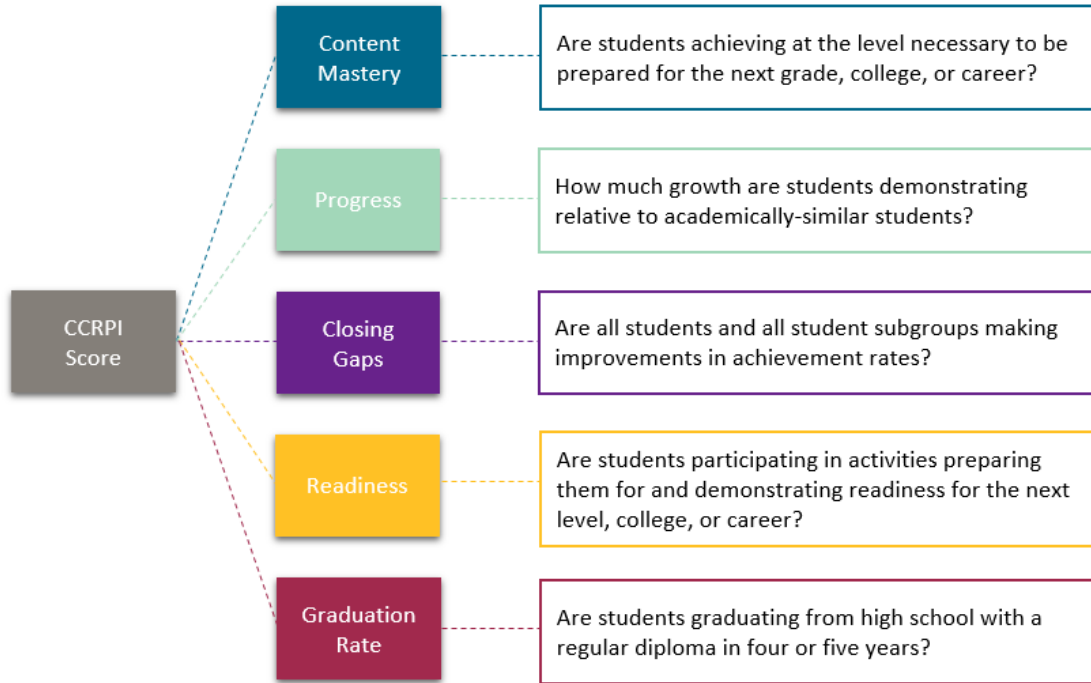 Content
Mastery
Are students achieving at the level necessary to be
prepared for the next grade, college, or career?
Progress
How much growth are students demonstrating
relative to academically-similar students?
CCRPI
Score
Closing
Gaps
Are all students and all student subgroups making
improvements in achievement rates?
Readiness
Are students participating in activities preparing
them for and demonstrating readiness for the next
level, college, or career?
Graduation
Rate
Are students graduating from high school with a
regular diploma in four or five years?